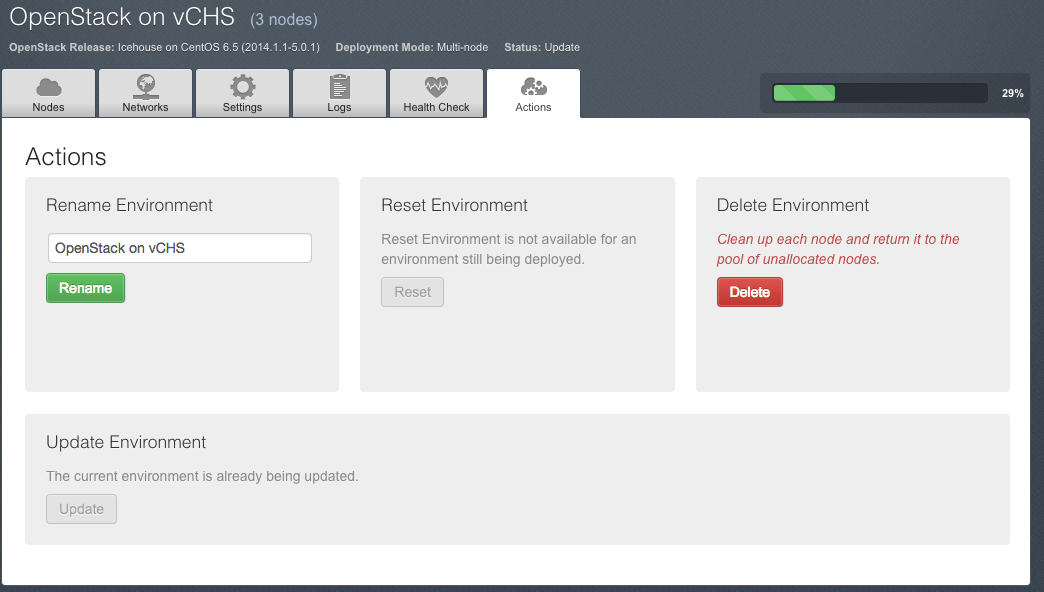 OpenStack on vCHS (3 nodes)
OpenStack Release: Icehouse on CentOS 6.5 (2014.1.1-5.0.1) Deployment Mode: Multi-node Status: Update
Nodes Networks Settings Logs Health Check Actions 29%
Actions
Rename Environment
OpenStack on vCHS
Rename
Reset Environment
Reset Environment is not available for an
environment still being deployed.
Reset
Delete Environment
Clean up each node and return it to the
pool of unallocated nodes.
Delete
Update Environment
The current environment is already being updated.
Update